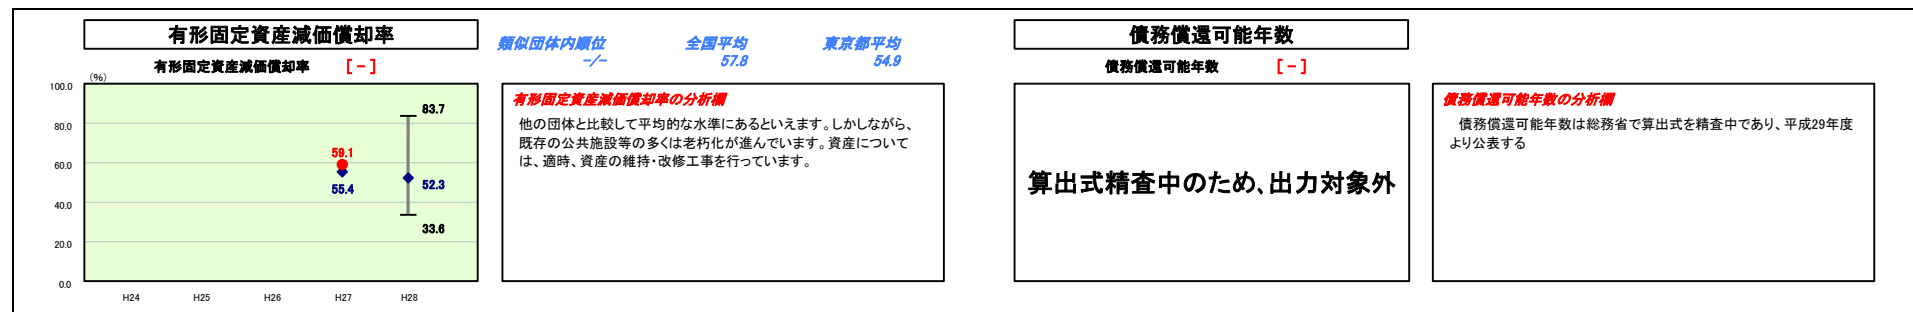 有形固定資産減価償却率
有形固定資産減価償却率 [-]
類似団体内順位
-/-
全国平均
57.8
東京都平均
54.9
(%)
100.0
80.0
60.0
40.0
20.0
0.0
83.7
59.1
55.4
52.3
33.6
H24 H25 H26 H27 H28
有形固定資産減価償却率の分析欄
他の団体と比較して平均的な水準にあるといえます。しかしながら、
既存の公共施設等の多くは老朽化が進んでいます。資産について
は、適時、資産の維持・改修工事を行っています。
債務償還可能年数
債務償還可能年数 [-]
算出式精査中のため、出力対象外
債務償還可能年数の分析欄
債務償還可能年数は総務省で算出式を精査中であり、平成29年度
より公表する